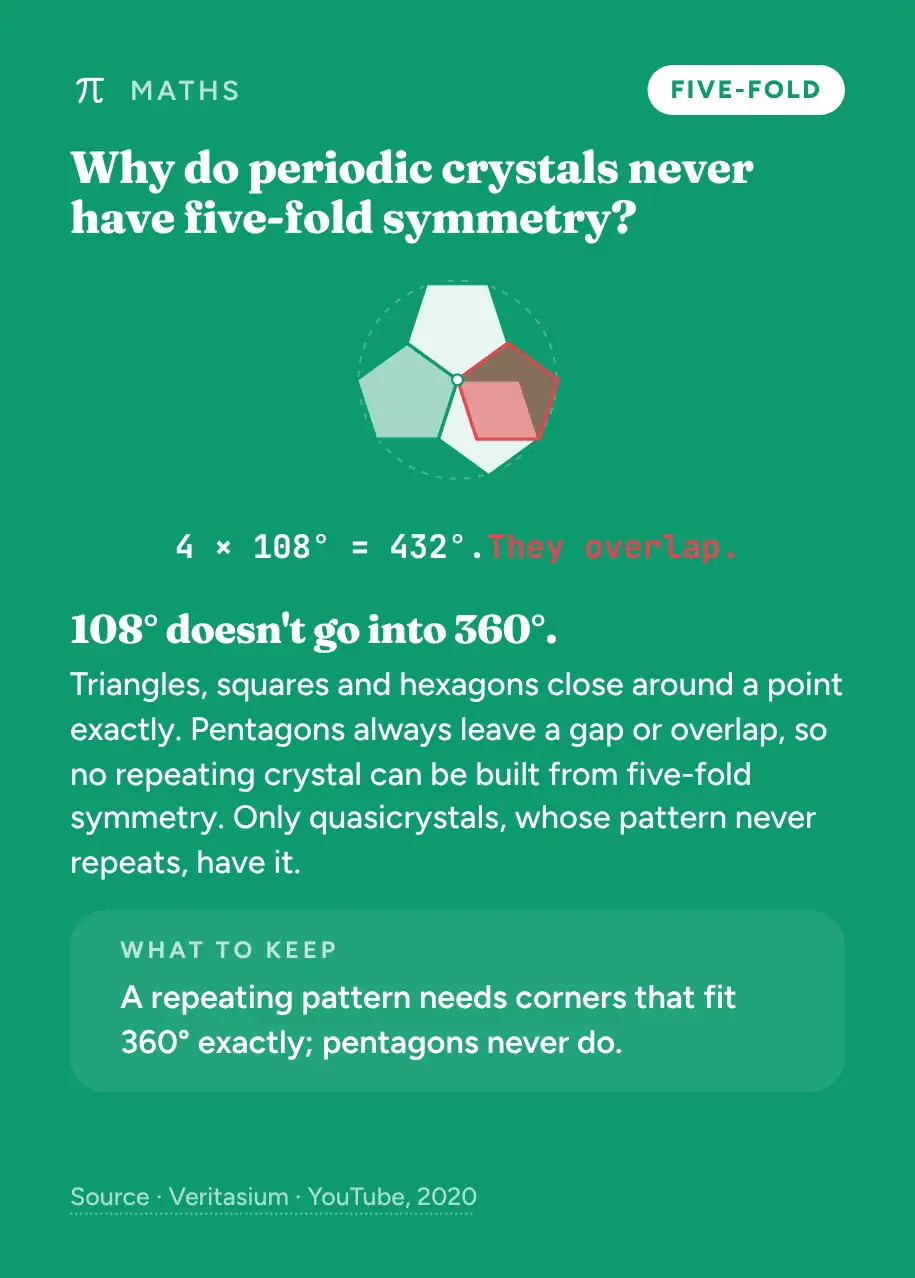 π MATHS
FIVE-FOLD
Why do periodic crystals never
have five-fold symmetry?
4 × 108° = 432°. They overlap.
108° doesn't go into 360°.
Triangles, squares and hexagons close around a point
exactly. Pentagons always leave a gap or overlap, so
no repeating crystal can be built from five-fold
symmetry. Only quasicrystals, whose pattern never
repeats, have it.
WHAT TO KEEP
A repeating pattern needs corners that fit
360° exactly; pentagons never do.
Source · Veritasium · YouTube, 2020